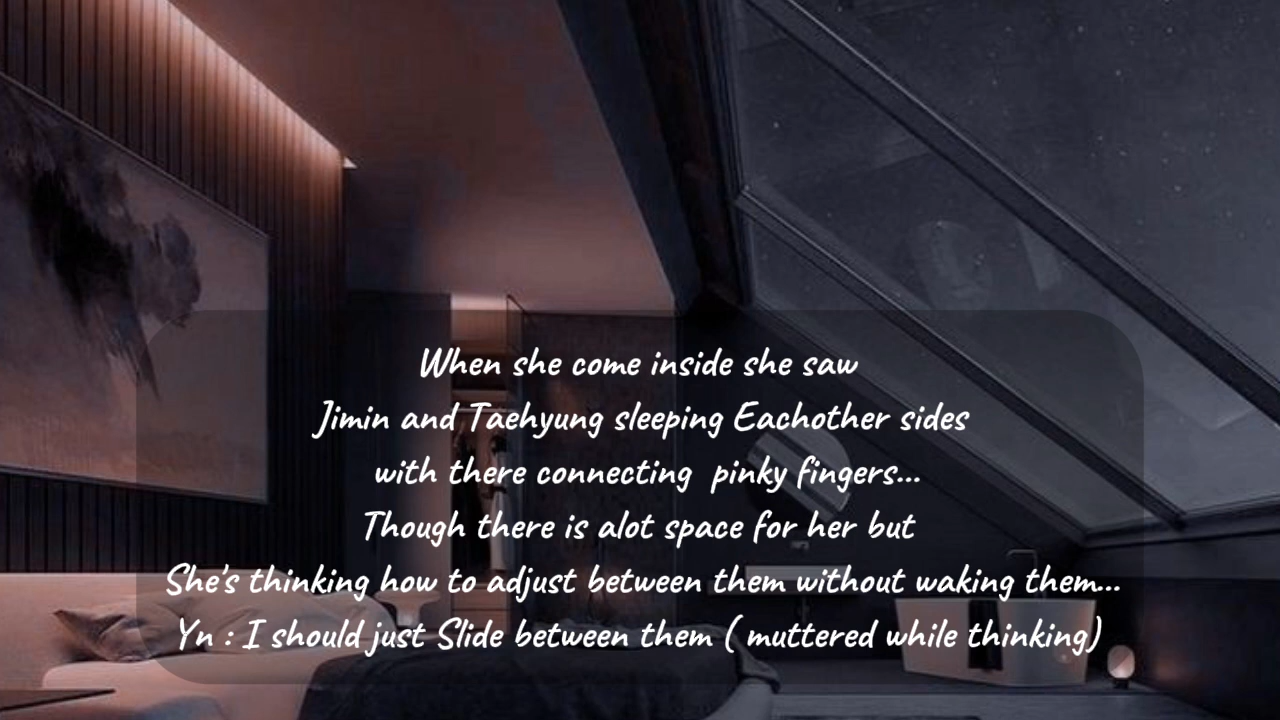 When she come inside she saw
Jimin and Taehyung sleeping Eachother sides
with there connecting pinky fingers...
Though there is alot space for her but
She's thinking how to adjust between them without waking them...
Yn : I should just Slide between them ( muttered while thinking)